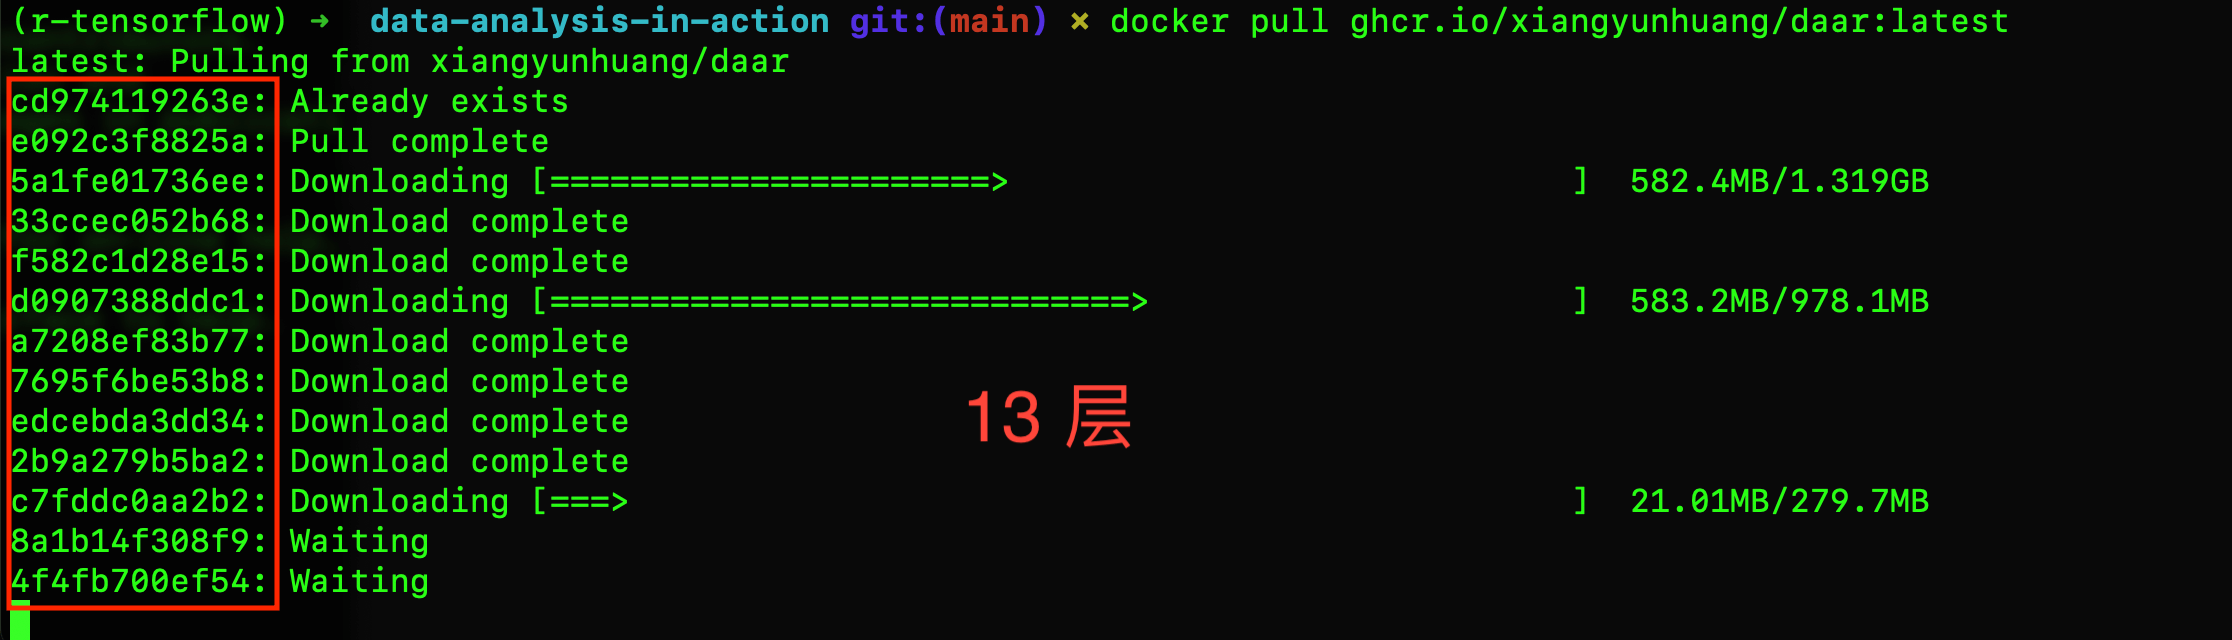 (r-tensorflow) ➜  data-analysis-in-action git:(main) ✗ docker pull ghcr.io/xiangyunhuang/daar:latest
latest: Pulling from xiangyunhuang/daar
cd974119263e: Already exists
e092c3f8825a: Pull complete
5a1fe01736ee: Downloading [======================>                            ]  582.4MB/1.319GB
33ccec052b68: Download complete
f582c1d28e15: Download complete
d0907388ddc1: Downloading [=============================>                     ]  583.2MB/978.1MB
a7208ef83b77: Download complete
7695f6be53b8: Download complete
edcebda3dd34: Download complete
13 层
2b9a279b5ba2: Download complete
c7fddc0aa2b2: Downloading [===>                                               ]  21.01MB/279.7MB
8a1b14f308f9: Waiting
4f4fb700ef54: Waiting